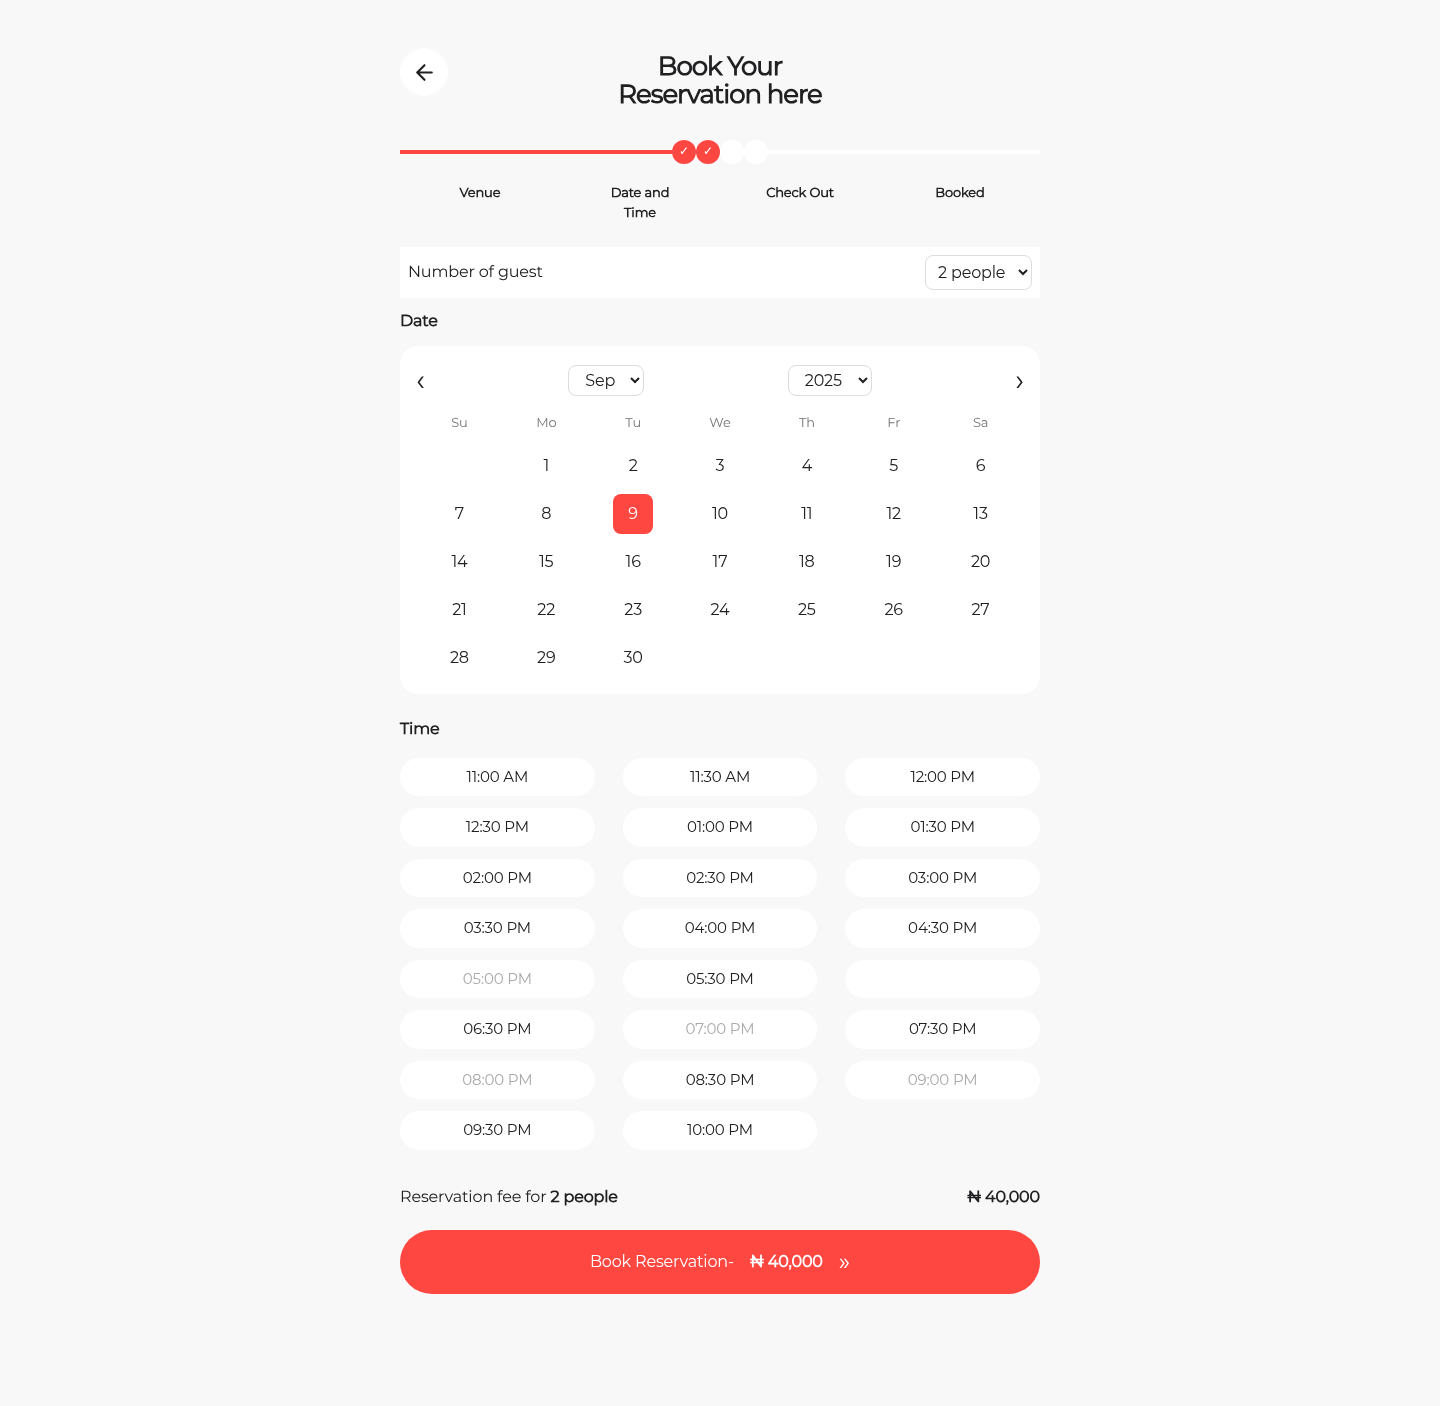 Book Your
Reservation here
✓ ✓
Venue Date and Time Check Out Booked
Number of guest 2 people
Date
‹ Sep 2025 ›
Su Mo Tu We Th Fr Sa
1 2 3 4 5 6
7 8 9 10 11 12 13
14 15 16 17 18 19 20
21 22 23 24 25 26 27
28 29 30
Time
11:00 AM 11:30 AM 12:00 PM
12:30 PM 01:00 PM 01:30 PM
02:00 PM 02:30 PM 03:00 PM
03:30 PM 04:00 PM 04:30 PM
05:00 PM 05:30 PM
06:30 PM 07:00 PM 07:30 PM
08:00 PM 08:30 PM 09:00 PM
09:30 PM 10:00 PM
Reservation fee for 2 people ₦ 40,000
Book Reservation- ₦ 40,000 »